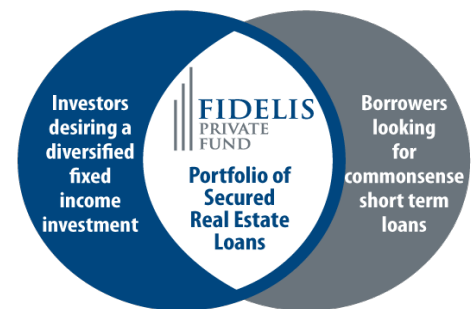 Investors
desiring a
diversified
fixed
income
investment
FIDELIS
PRIVATE
FUND
Portfolio of
Secured
Real Estate
Loans
Borrowers
looking
for
commonsense
short term
loans